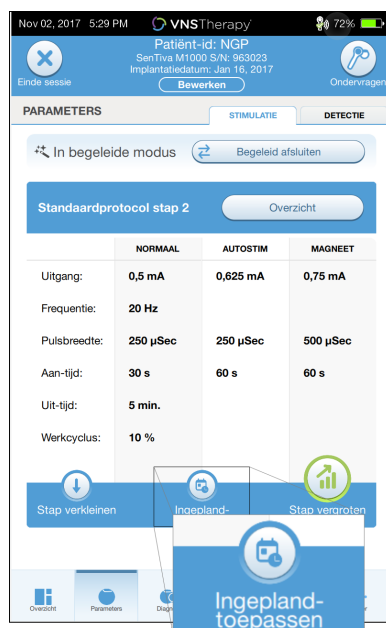 Nov 02, 2017 5:29 PM VNSTherapy 72%
Patiënt-id: NGP
SenTiva M1000 S/N: 963023
Implantatiedatum: Jan 16, 2017
Einde sessie Bewerken Ondervragen
PARAMETERS STIMULATIE DETECTIE
In begeleide modus Begeleid afsluiten
Standaardprotocol stap 2 Overzicht
NORMAAL AUTOSTIM MAGNEET
Uitgang: 0,5 mA 0,625 mA 0,75 mA
Frequentie: 20 Hz
Pulsbreedte: 250 µSec 250 µSec 500 µSec
Aan-tijd: 30 s 60 s 60 s
Uit-tijd: 5 min.
Werkcyclus: 10 %
Stap verkleinen Ingepland- Stap vergroten
Ingepland-
toepassen
Overzicht Parameters